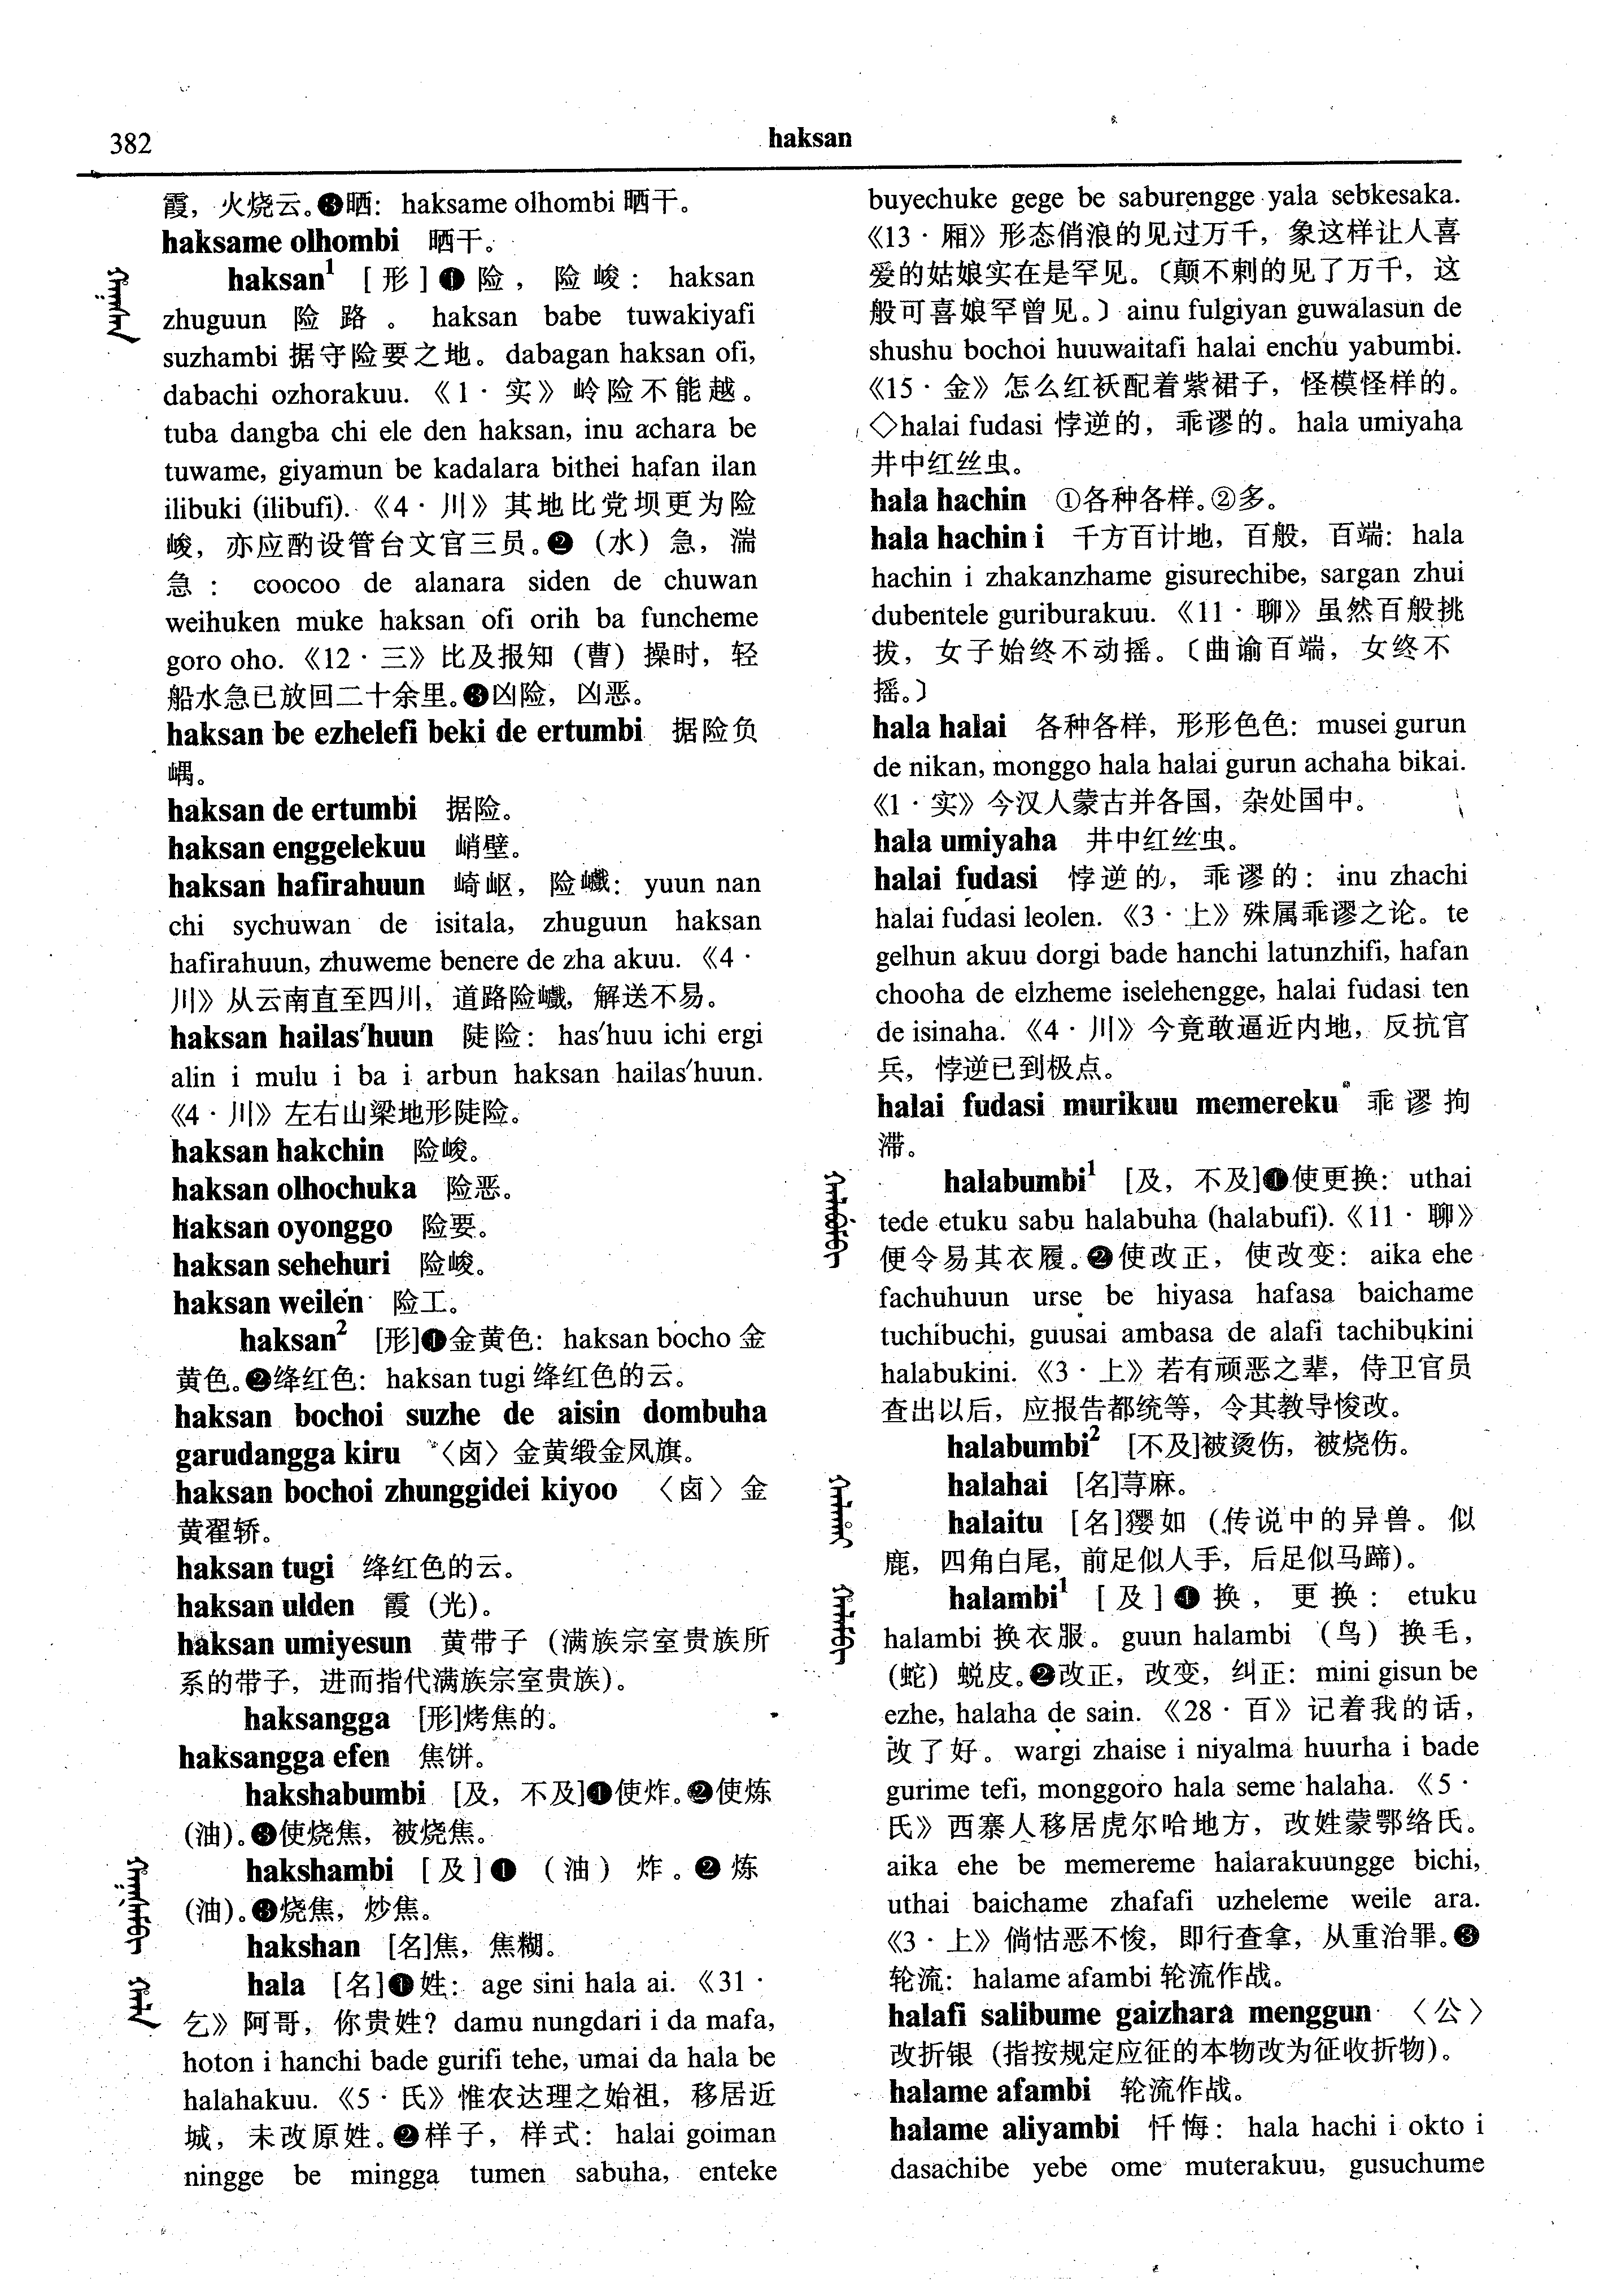 382
haksan
霞，火烧云。❸晒：haksame olhombi 晒干。
haksame olhombi 晒干。
haksan¹ [形]❶险，险峻：haksan
zhuguun 险路。haksan babe tuwakiyafi
suzhambi 据守险要之地。dabagan haksan ofi,
dabachi ozhorakuu.《1·实》岭险不能越。
tuba dangba chi ele den haksan, inu achara be
tuwame, giyamun be kadalara bithei hafan ilan
ilibuki (ilibufi).《4·川》其地比党坝更为险
峻，亦应酌设管台文官三员。❷（水）急，湍
急：coocoo de alanara siden de chuwan
weihuken muke haksan ofi orih ba funcheme
goro oho.《12·三》比及报知（曹）操时，轻
船水急已放回二十余里。❸凶险，凶恶。
haksan be ezhelefi beki de ertumbi 据险负
嵎。
haksan de ertumbi 据险。
haksan enggelekuu 峭壁。
haksan hafirahuun 崎岖，险巇：yuun nan
chi sychuwan de isitala, zhuguun haksan
hafirahuun, zhuweme benere de zha akuu.《4·
川》从云南直至四川，道路险巇，解送不易。
haksan hailas'huun 陡险：has'huu ichi ergi
alin i mulu i ba i arbun haksan hailas'huun.
《4·川》左右山梁地形陡险。
haksan hakchin 险峻。
haksan olhochuka 险恶。
haksan oyonggo 险要。
haksan sehehuri 险峻。
haksan weilen 险工。
haksan² [形]❶金黄色：haksan bocho 金
黄色。❷绛红色：haksan tugi 绛红色的云。
haksan bochoi suzhe de aisin dombuha
garudangga kiru 〈卤〉金黄缎金凤旗。
haksan bochoi zhunggidei kiyoo 〈卤〉金
黄翟轿。
haksan tugi 绛红色的云。
haksan ulden 霞（光）。
haksan umiyesun 黄带子（满族宗室贵族所
系的带子，进而指代满族宗室贵族）。
haksangga [形]烤焦的。
haksangga efen 焦饼。
hakshabumbi [及，不及]❶使炸。❷使炼
（油）。❸使烧焦，被烧焦。
hakshambi [及]❶（油）炸。❷炼
（油）。❸烧焦，炒焦。
hakshan [名]焦，焦糊。
hala [名]❶姓：age sini hala ai.《31·
乞》阿哥，你贵姓？damu nungdari i da mafa,
hoton i hanchi bade gurifi tehe, umai da hala be
halahakuu.《5·氏》惟农达理之始祖，移居近
城，未改原姓。❷样子，样式：halai goiman
ningge be mingga tumen sabuha, enteke
buyechuke gege be saburengge yala sebkesaka.
《13·厢》形态俏浪的见过万千，象这样让人喜
爱的姑娘实在是罕见。〔颠不剌的见了万千，这
般可喜娘罕曾见。〕ainu fulgiyan guwalasun de
shushu bochoi huuwaitafi halai enchu yabumbi.
《15·金》怎么红袄配着紫裙子，怪模怪样的。
◇halai fudasi 悖逆的，乖谬的。hala umiyaha
井中红丝虫。
hala hachin ①各种各样。②多。
hala hachin i 千方百计地，百般，百端：hala
hachin i zhakanzhame gisurechibe, sargan zhui
dubentele guriburakuu.《11·聊》虽然百般挑
拔，女子始终不动摇。〔曲谕百端，女终不
摇。〕
hala halai 各种各样，形形色色：musei gurun
de nikan, monggo hala halai gurun achaha bikai.
《1·实》今汉人蒙古并各国，杂处国中。
hala umiyaha 井中红丝虫。
halai fudasi 悖逆的，乖谬的：inu zhachi
halai fudasi leolen.《3·上》殊属乖谬之论。te
gelhun akuu dorgi bade hanchi latunzhifi, hafan
chooha de elzheme iselehengge, halai fudasi ten
de isinaha.《4·川》今竟敢逼近内地，反抗官
兵，悖逆已到极点。
halai fudasi murikuu memereku 乖谬拘
滞。
halabumbi¹ [及，不及]❶使更换：uthai
tede etuku sabu halabuha (halabufi).《11·聊》
便令易其衣履。❷使改正，使改变：aika ehe
fachuhuun urse be hiyasa hafasa baichame
tuchibuchi, guusai ambasa de alafi tachibukini
halabukini.《3·上》若有顽恶之辈，侍卫官员
查出以后，应报告都统等，令其教导悛改。
halabumbi² [不及]被烫伤，被烧伤。
halahai [名]荨麻。
halaitu [名]玃如（传说中的异兽。似
鹿，四角白尾，前足似人手，后足似马蹄）。
halambi¹ [及]❶换，更换：etuku
halambi 换衣服。guun halambi （鸟）换毛，
（蛇）蜕皮。❷改正，改变，纠正：mini gisun be
ezhe, halaha de sain.《28·百》记着我的话，
改了好。wargi zhaise i niyalma huurha i bade
gurime tefi, monggoro hala seme halaha.《5·
氏》西寨人移居虎尔哈地方，改姓蒙鄂络氏。
aika ehe be memereme halarakuungge bichi,
uthai baichame zhafafi uzheleme weile ara.
《3·上》倘怙恶不悛，即行查拿，从重治罪。❸
轮流：halame afambi 轮流作战。
halafi salibume gaizhara menggun 〈公〉
改折银（指按规定应征的本物改为征收折物）。
halame afambi 轮流作战。
halame aliyambi 忏悔：hala hachi i okto i
dasachibe yebe ome muterakuu, gusuchume